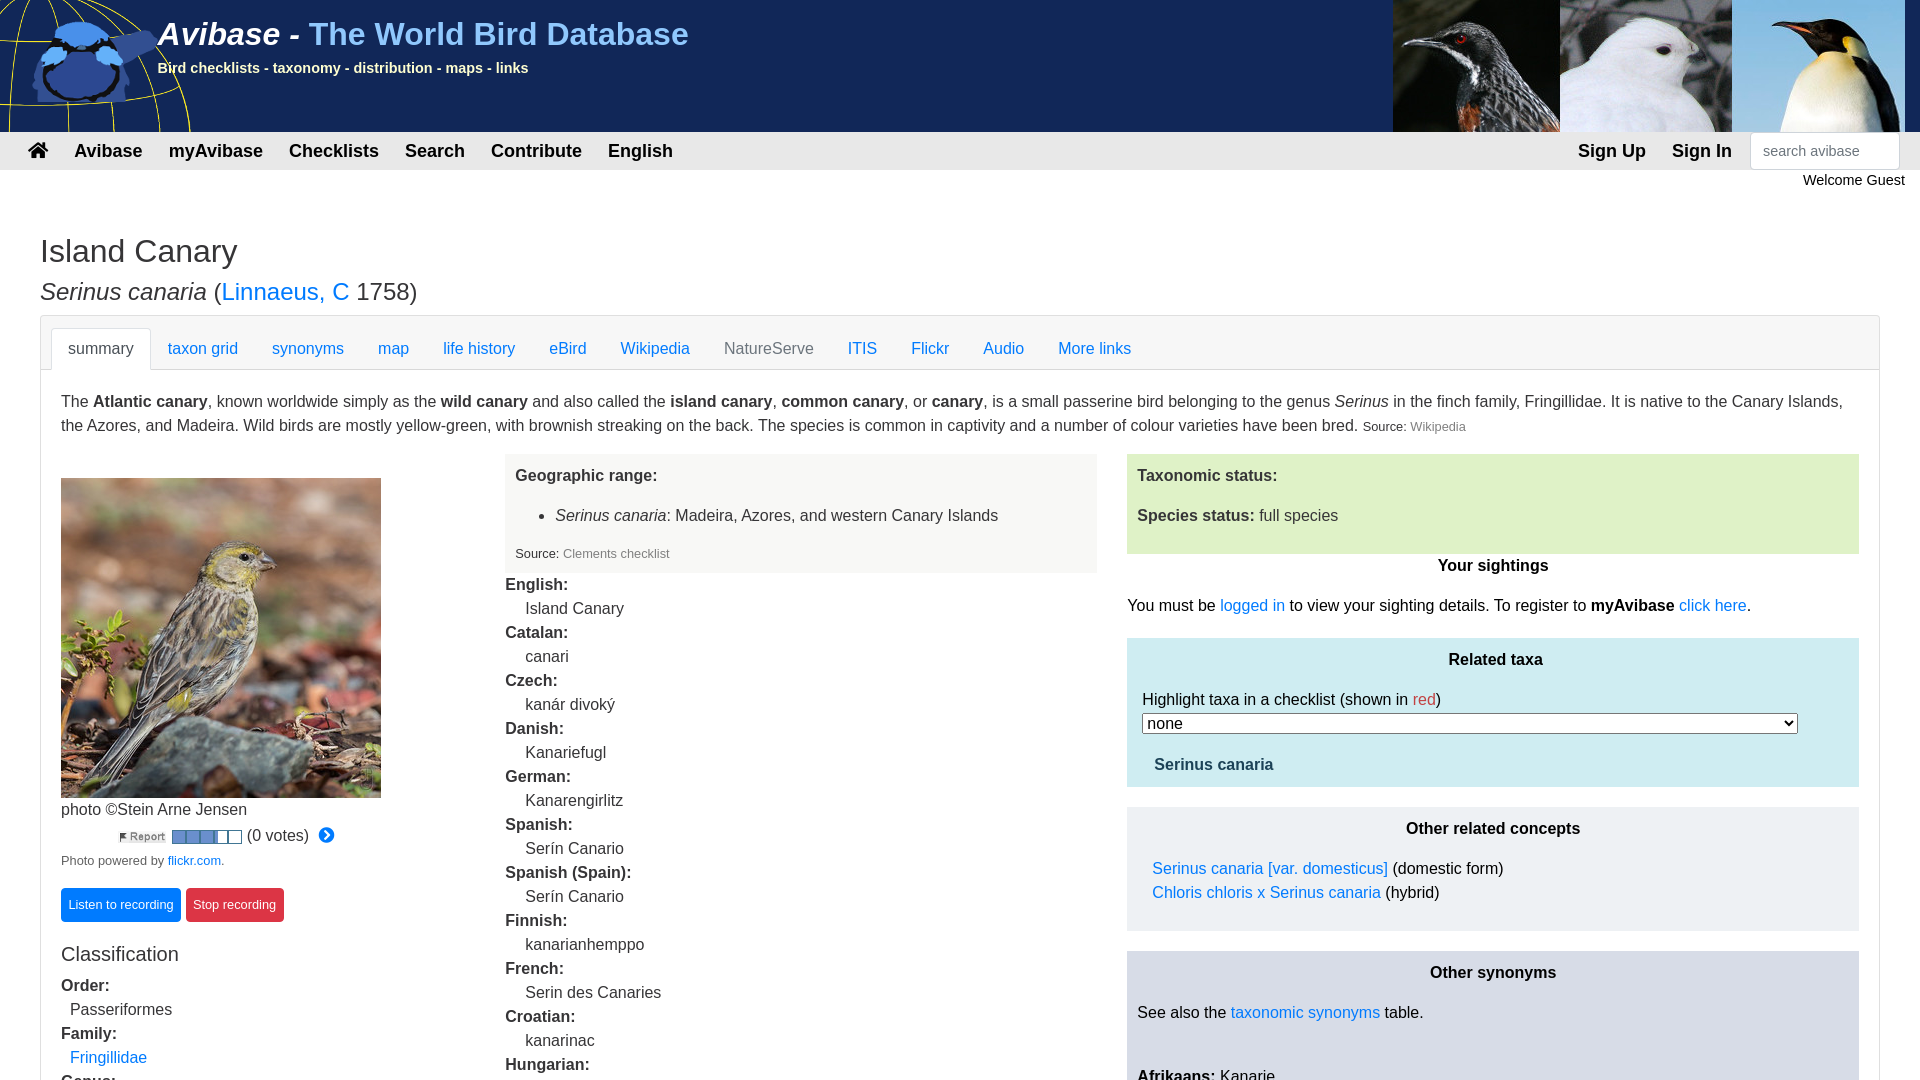 Avibase - The World Bird Database
Bird checklists - taxonomy - distribution - maps - links
Avibase myAvibase Checklists Search Contribute English
Sign Up Sign In search avibase
Welcome Guest
Island Canary
Serinus canaria (Linnaeus, C 1758)
summary taxon grid synonyms map life history eBird Wikipedia NatureServe ITIS Flickr Audio More links
The Atlantic canary, known worldwide simply as the wild canary and also called the island canary, common canary, or canary, is a small passerine bird belonging to the genus Serinus in the finch family, Fringillidae. It is native to the Canary Islands,
the Azores, and Madeira. Wild birds are mostly yellow-green, with brownish streaking on the back. The species is common in captivity and a number of colour varieties have been bred. Source: Wikipedia
photo ©Stein Arne Jensen
Report (0 votes)
Photo powered by flickr.com.
Listen to recording Stop recording
Classification
Order:
Passeriformes
Family:
Fringillidae
Genus:
Geographic range:
• Serinus canaria: Madeira, Azores, and western Canary Islands
Source: Clements checklist
English:
Island Canary
Catalan:
canari
Czech:
kanár divoký
Danish:
Kanariefugl
German:
Kanarengirlitz
Spanish:
Serín Canario
Spanish (Spain):
Serín Canario
Finnish:
kanarianhemppo
French:
Serin des Canaries
Croatian:
kanarinac
Hungarian:
Taxonomic status:
Species status: full species
Your sightings
You must be logged in to view your sighting details. To register to myAvibase click here.
Related taxa
Highlight taxa in a checklist (shown in red)
none
Serinus canaria
Other related concepts
Serinus canaria [var. domesticus] (domestic form)
Chloris chloris x Serinus canaria (hybrid)
Other synonyms
See also the taxonomic synonyms table.
Afrikaans: Kanarie